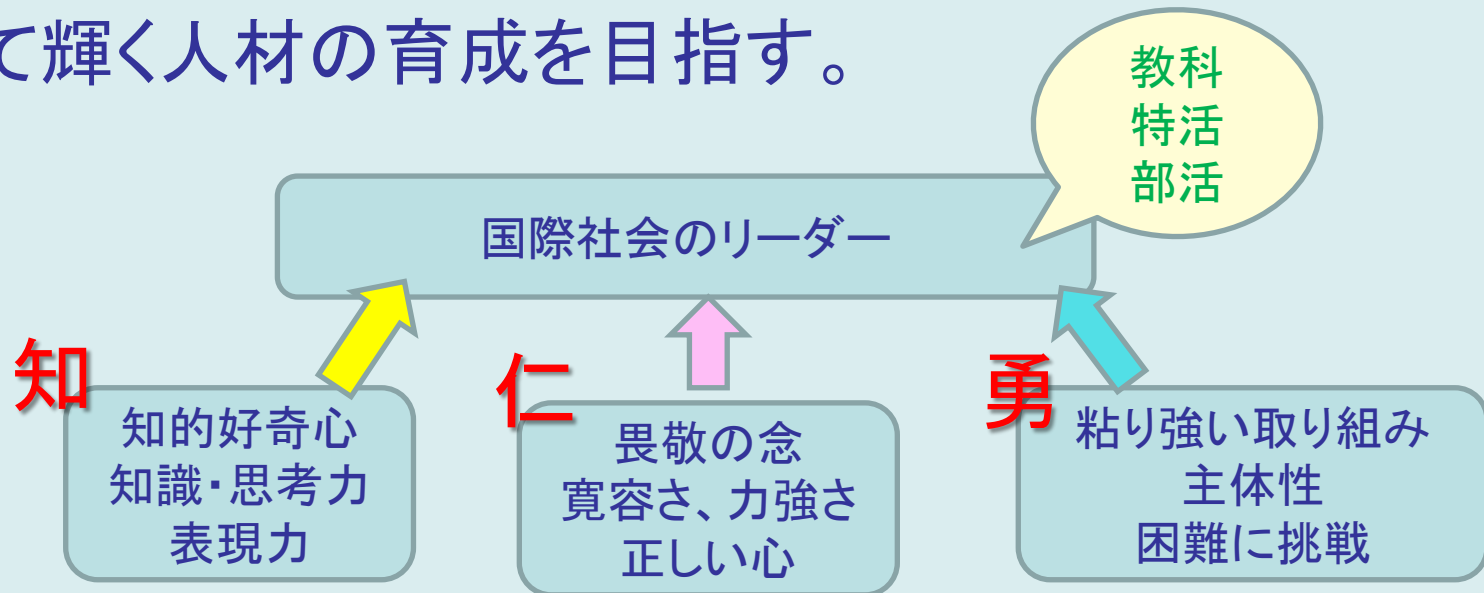 て輝く人材の育成を目指す。
教科
特活
部活
国際社会のリーダー
知
知的好奇心
知識・思考力
表現力
仁
畏敬の念
寛容さ、力強さ
正しい心
勇
粘り強い取り組み
主体性
困難に挑戦